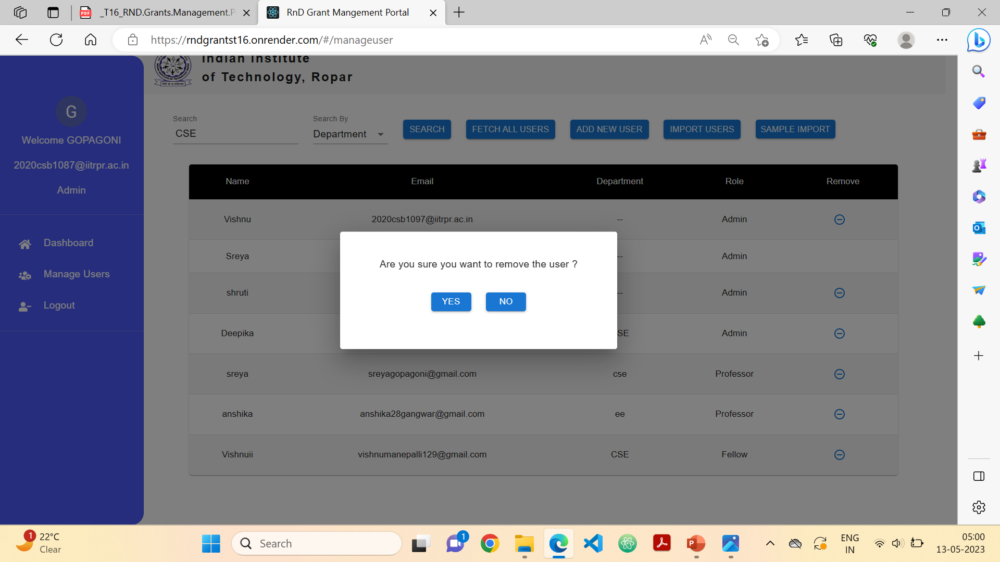 _T16_RND.Grants.Management.P
RnD Grant Mangement Portal
https://rndgrantst16.onrender.com/#/manageuser
Indian Institute
of Technology, Ropar
G
Welcome GOPAGONI
2020csb1087@iitrpr.ac.in
Admin
Dashboard
Manage Users
Logout
Search
CSE
Search By
Department
SEARCH
FETCH ALL USERS
ADD NEW USER
IMPORT USERS
SAMPLE IMPORT
Name Email Department Role Remove
Vishnu 2020csb1097@iitrpr.ac.in -- Admin
Sreya -- Admin
shruti -- Admin
Deepika SE Admin
sreya sreyagopagoni@gmail.com cse Professor
anshika anshika28gangwar@gmail.com ee Professor
Vishnuii vishnumanepalli129@gmail.com CSE Fellow
Are you sure you want to remove the user ?
YES NO
1
22°C
Clear
Search
1
ENG
IN
05:00
13-05-2023